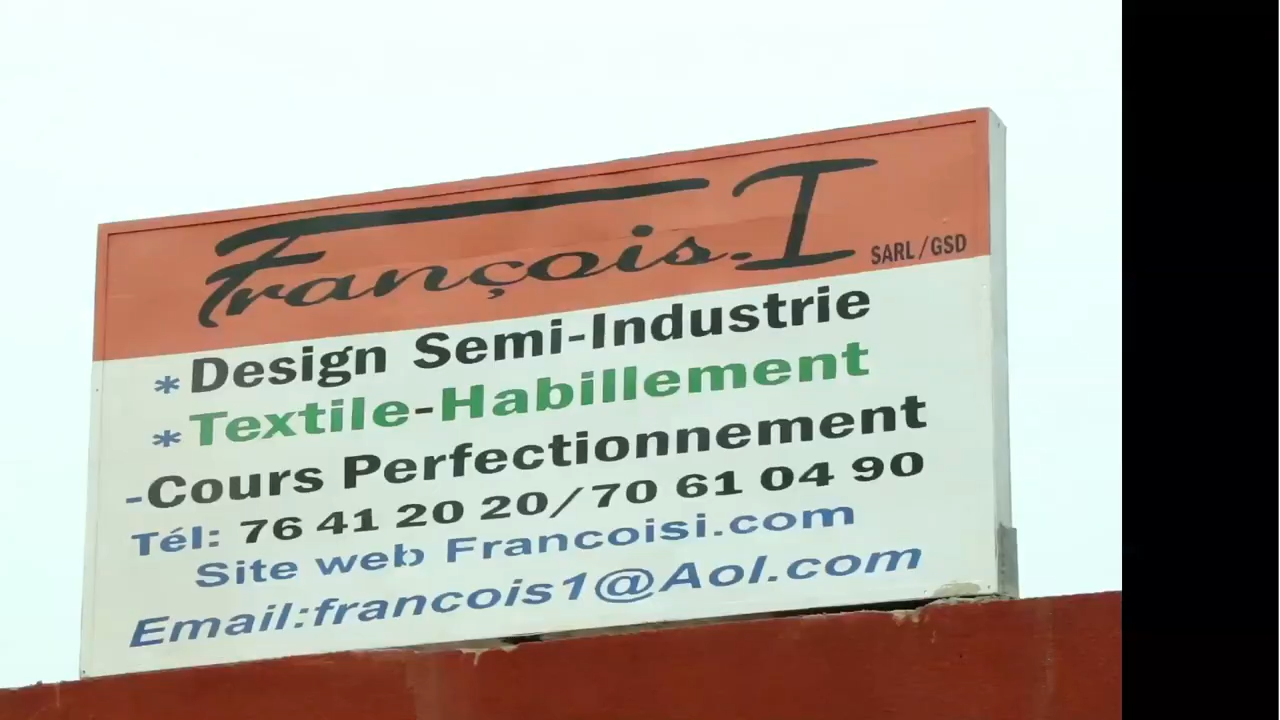 François.I SARL/GSD
*Design Semi-Industrie
*Textile-Habillement
-Cours Perfectionnement
Tél: 76 41 20 20/70 61 04 90
Site web Francoisi.com
Email:francois1@Aol.com